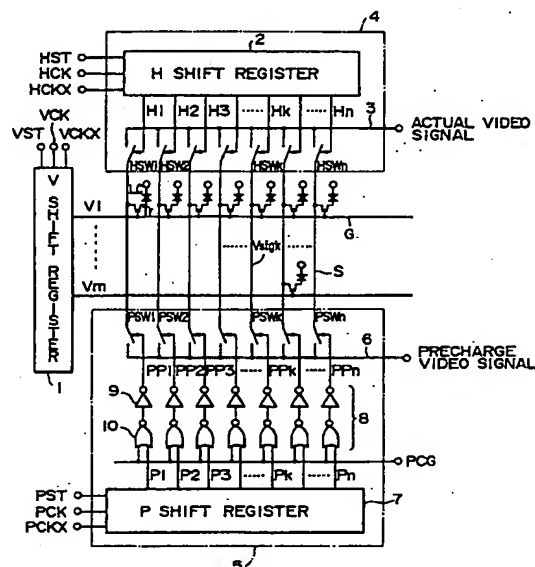 4
2
HST
HCK
HCKX
H SHIFT REGISTER
H1 H2 H3 ...... Hk ...... Hn
3
ACTUAL VIDEO SIGNAL
VCK
VST VCKX
HSW1 HSW2 HSWk HSWn
V SHIFT REGISTER
V1
G
Vsigk
S
Vm
1
PSW1 PSW2 PSWk PSWn
6
PRECHARGE VIDEO SIGNAL
PP1 PP2 PP3 ...... PPk ...... PPn
9
10
8
PCG
P1 P2 P3 ...... Pk ...... Pn
PST
PCK
PCKX
P SHIFT REGISTER
7
5